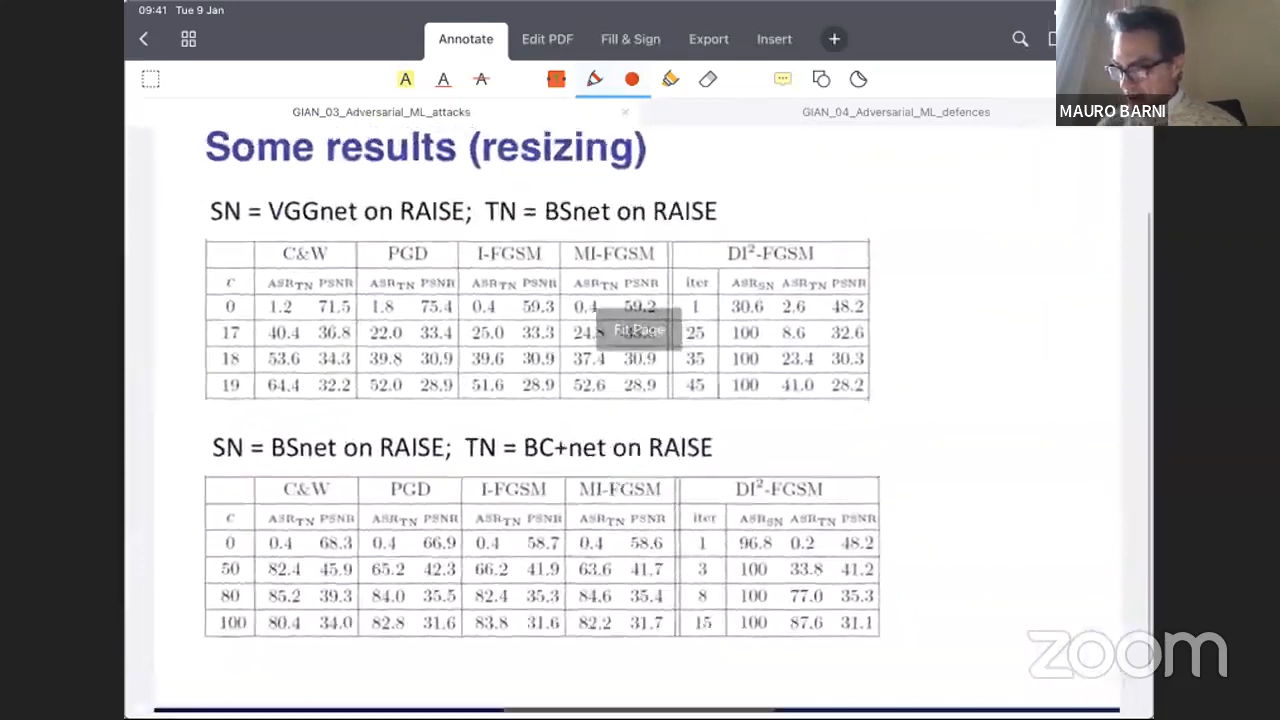 09:41 Tue 9 Jan
Annotate Edit PDF Fill & Sign Export Insert
A A A
GIAN_03_Adversarial_ML_attacks GIAN_04_Adversarial_ML_defences
MAURO BARNI
Some results (resizing)
SN = VGGnet on RAISE; TN = BSnet on RAISE
C&W PGD I-FGSM MI-FGSM DI²-FGSM
c ASR_TN PSNR ASR_TN PSNR ASR_TN PSNR ASR_TN PSNR iter ASR_SN ASR_TN PSNR
0 1.2 71.5 1.8 75.4 0.4 59.3 0.4 59.2 1 30.6 2.6 48.2
17 40.4 36.8 22.0 33.4 25.0 33.3 24.8 25 100 8.6 32.6
Fit Page
18 53.6 34.3 39.8 30.9 39.6 30.9 37.4 30.9 35 100 23.4 30.3
19 64.4 32.2 52.0 28.9 51.6 28.9 52.6 28.9 45 100 41.0 28.2
SN = BSnet on RAISE; TN = BC+net on RAISE
C&W PGD I-FGSM MI-FGSM DI²-FGSM
c ASR_TN PSNR ASR_TN PSNR ASR_TN PSNR ASR_TN PSNR iter ASR_SN ASR_TN PSNR
0 0.4 68.3 0.4 66.9 0.4 58.7 0.4 58.6 1 96.8 0.2 48.2
50 82.4 45.9 65.2 42.3 66.2 41.9 63.6 41.7 3 100 33.8 41.2
80 85.2 39.3 84.0 35.5 82.4 35.3 84.6 35.4 8 100 77.0 35.3
100 80.4 34.0 82.8 31.6 83.8 31.6 82.2 31.7 15 100 87.6 31.1
zoom